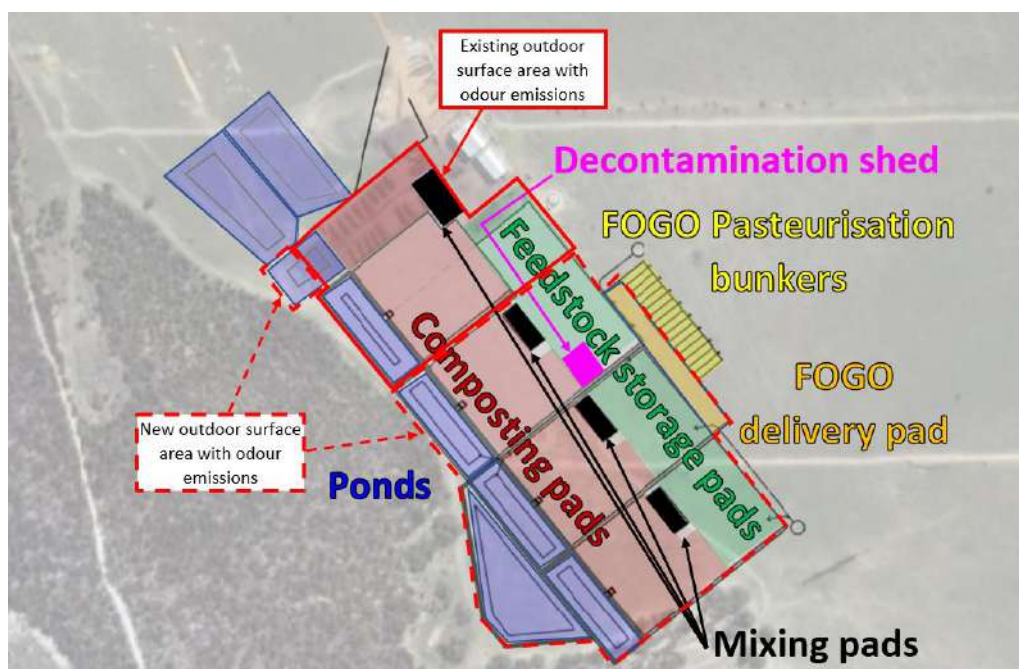 Existing outdoor
surface area with
odour emissions
Decontamination shed
FOGO Pasteurisation
bunkers
Feedstock storage pads
Composting pads
FOGO
delivery pad
New outdoor surface
area with odour
emissions
Ponds
Mixing pads